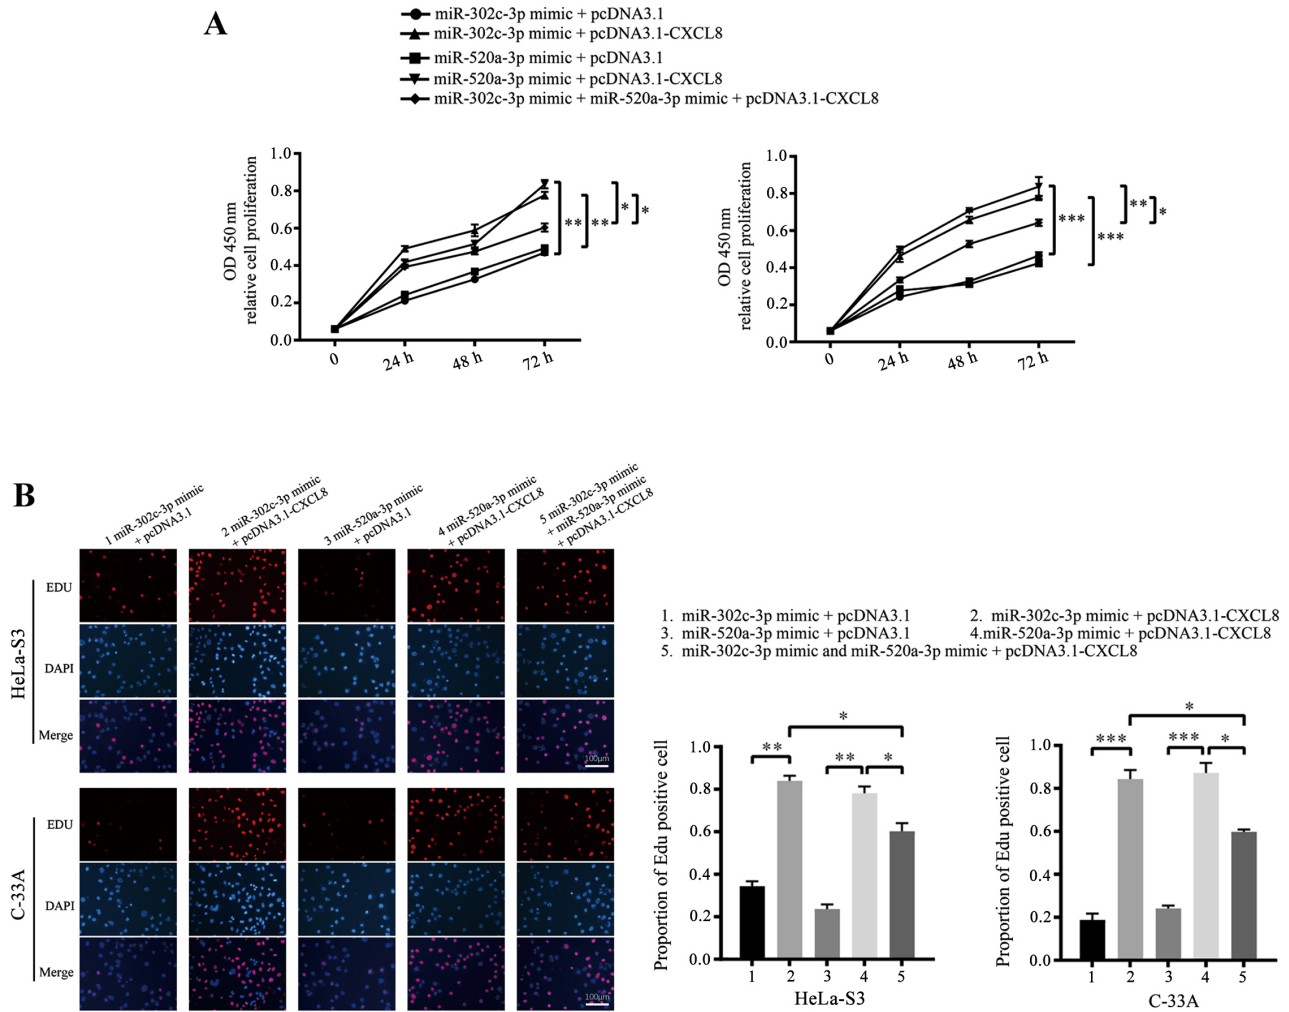 A
miR-302c-3p mimic + pcDNA3.1
miR-302c-3p mimic + pcDNA3.1-CXCL8
miR-520a-3p mimic + pcDNA3.1
miR-520a-3p mimic + pcDNA3.1-CXCL8
miR-302c-3p mimic + miR-520a-3p mimic + pcDNA3.1-CXCL8
OD 450 nm
relative cell proliferation
1.0
0.8
0.6
0.4
0.2
0.0
0 24 h 48 h 72 h
** ** * *
OD 450 nm
relative cell proliferation
1.0
0.8
0.6
0.4
0.2
0.0
0 24 h 48 h 72 h
*** *** ** *
B
1 miR-302c-3p mimic
+ pcDNA3.1
2 miR-302c-3p mimic
+ pcDNA3.1-CXCL8
3 miR-520a-3p mimic
+ pcDNA3.1
4 miR-520a-3p mimic
+ pcDNA3.1-CXCL8
5 miR-302c-3p mimic
+ miR-520a-3p mimic
+ pcDNA3.1-CXCL8
HeLa-S3
EDU
DAPI
Merge
100μm
C-33A
EDU
DAPI
Merge
100μm
1. miR-302c-3p mimic + pcDNA3.1 2. miR-302c-3p mimic + pcDNA3.1-CXCL8
3. miR-520a-3p mimic + pcDNA3.1 4.miR-520a-3p mimic + pcDNA3.1-CXCL8
5. miR-302c-3p mimic and miR-520a-3p mimic + pcDNA3.1-CXCL8
Proportion of Edu positive cell
1.0
0.8
0.6
0.4
0.2
0.0
*
** ** *
1 2 3 4 5
HeLa-S3
Proportion of Edu positive cell
1.0
0.8
0.6
0.4
0.2
0.0
*
*** *** *
1 2 3 4 5
C-33A